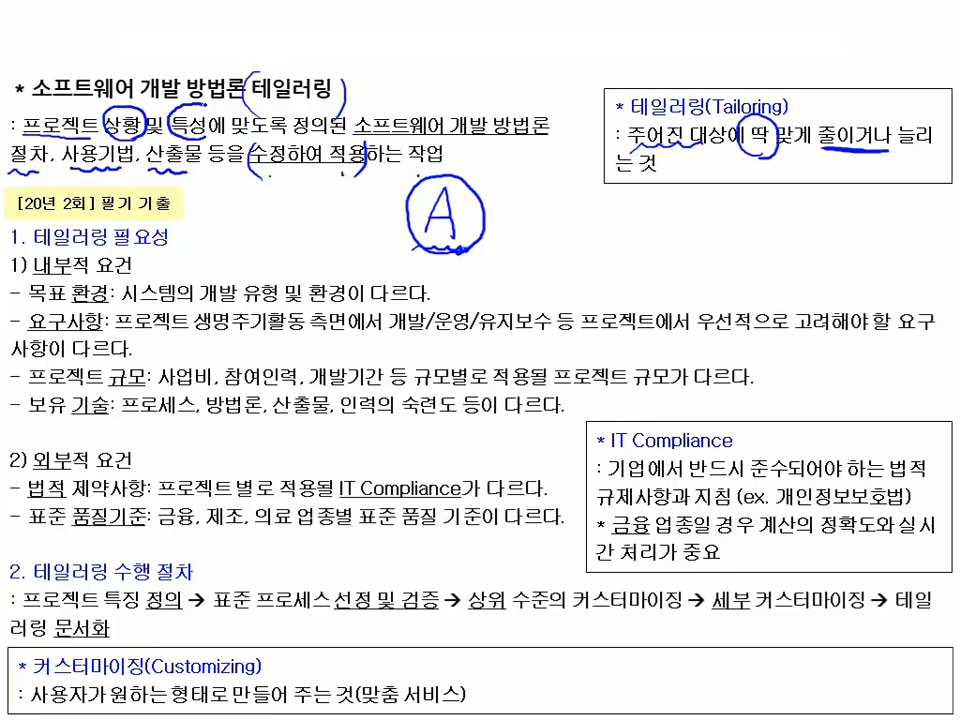 * 소프트웨어 개발 방법론 테일러링
: 프로젝트 상황 및 특성에 맞도록 정의된 소프트웨어 개발 방법론
절차, 사용기법, 산출물 등을 수정하여 적용하는 작업
* 테일러링(Tailoring)
: 주어진 대상에 딱 맞게 줄이거나 늘리
는 것
A
[20년 2회] 필기 기출
1. 테일러링 필요성
1) 내부적 요건
- 목표 환경: 시스템의 개발 유형 및 환경이 다르다.
- 요구사항: 프로젝트 생명주기활동 측면에서 개발/운영/유지보수 등 프로젝트에서 우선적으로 고려해야 할 요구
사항이 다르다.
- 프로젝트 규모: 사업비, 참여인력, 개발기간 등 규모별로 적용될 프로젝트 규모가 다르다.
- 보유 기술: 프로세스, 방법론, 산출물, 인력의 숙련도 등이 다르다.
2) 외부적 요건
- 법적 제약사항: 프로젝트 별로 적용될 IT Compliance가 다르다.
- 표준 품질기준: 금융, 제조, 의료 업종별 표준 품질 기준이 다르다.
* IT Compliance
: 기업에서 반드시 준수되어야 하는 법적
규제사항과 지침 (ex. 개인정보보호법)
* 금융 업종일 경우 계산의 정확도와 실시
간 처리가 중요
2. 테일러링 수행 절차
: 프로젝트 특징 정의 → 표준 프로세스 선정 및 검증 → 상위 수준의 커스터마이징 → 세부 커스터마이징 → 테일
러링 문서화
* 커스터마이징(Customizing)
: 사용자가 원하는 형태로 만들어 주는 것(맞춤 서비스)